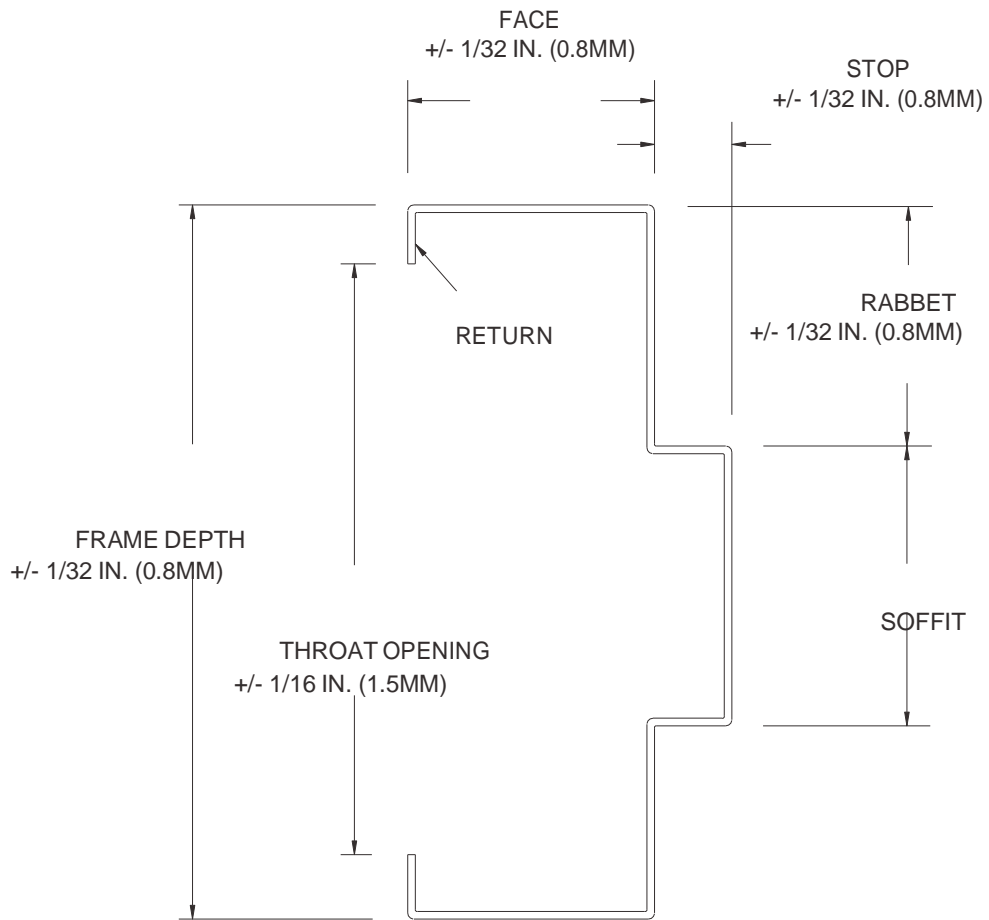 FACE
+/- 1/32 IN. (0.8MM)
STOP
+/- 1/32 IN. (0.8MM)
RABBET
+/- 1/32 IN. (0.8MM)
RETURN
FRAME DEPTH
+/- 1/32 IN. (0.8MM)
SOFFIT
THROAT OPENING
+/- 1/16 IN. (1.5MM)